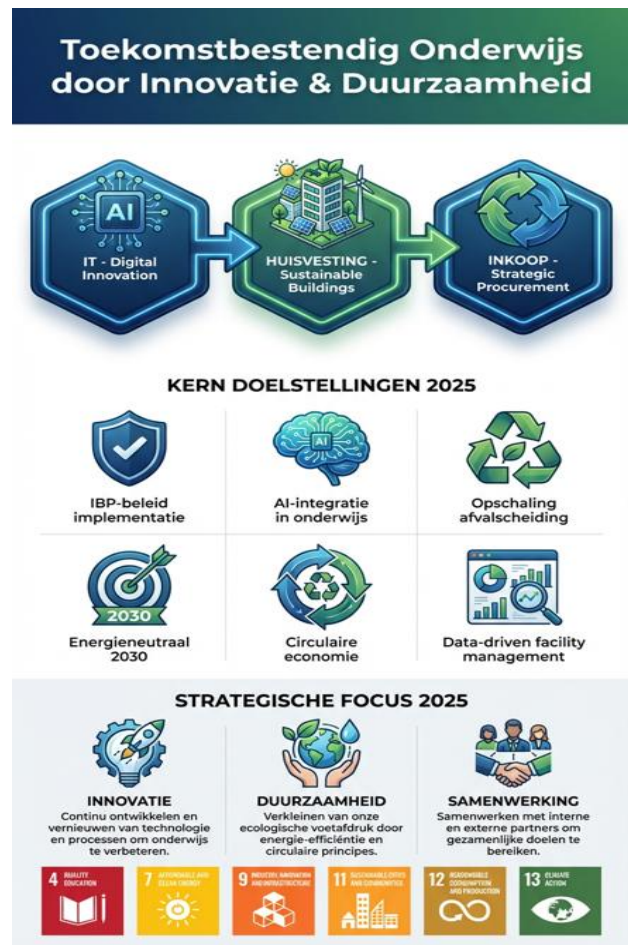 Toekomstbestendig Onderwijs
door Innovatie & Duurzaamheid
AI
IT - Digital
Innovation
HUISVESTING -
Sustainable
Buildings
INKOOP -
Strategic
Procurement
KERN DOELSTELLINGEN 2025
IBP-beleid
implementatie
AI
AI-integratie
in onderwijs
Opschaling
afvalscheiding
2030
Energieneutraal
2030
Circulaire
economie
Data-driven facility
management
STRATEGISCHE FOCUS 2025
INNOVATIE
Continu ontwikkelen en
vernieuwen van technologie
en processen om onderwijs
te verbeteren.
DUURZAAMHEID
Verkleinen van onze
ecologische voetafdruk door
energie-efficiëntie en
circulaire principes.
SAMENWERKING
Samenwerken met interne
en externe partners om
gezamenlijke doelen te
bereiken.
4
EDUCATION
7
9
11
12
13
ACTION